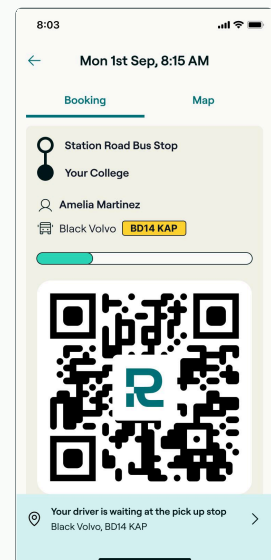 8:03
Mon 1st Sep, 8:15 AM
Booking Map
Station Road Bus Stop
Your College
Amelia Martinez
Black Volvo BD14 KAP
R
Your driver is waiting at the pick up stop
Black Volvo, BD14 KAP